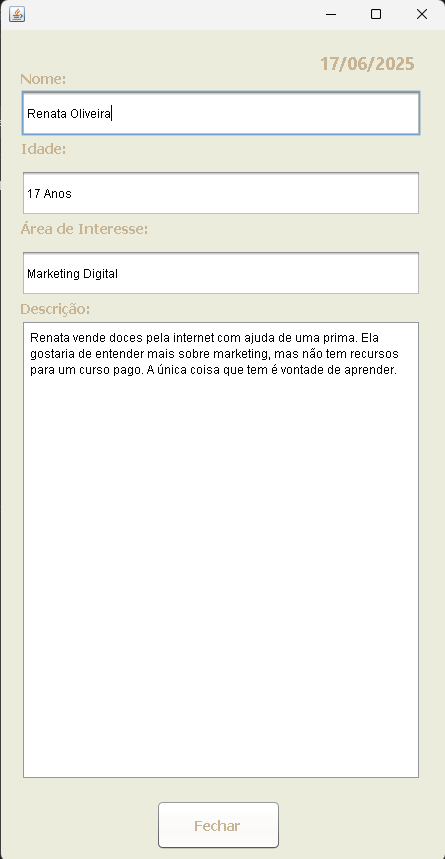 17/06/2025
Nome:
Renata Oliveira
Idade:
17 Anos
Área de Interesse:
Marketing Digital
Descrição:
Renata vende doces pela internet com ajuda de uma prima. Ela
gostaria de entender mais sobre marketing, mas não tem recursos
para um curso pago. A única coisa que tem é vontade de aprender.
Fechar